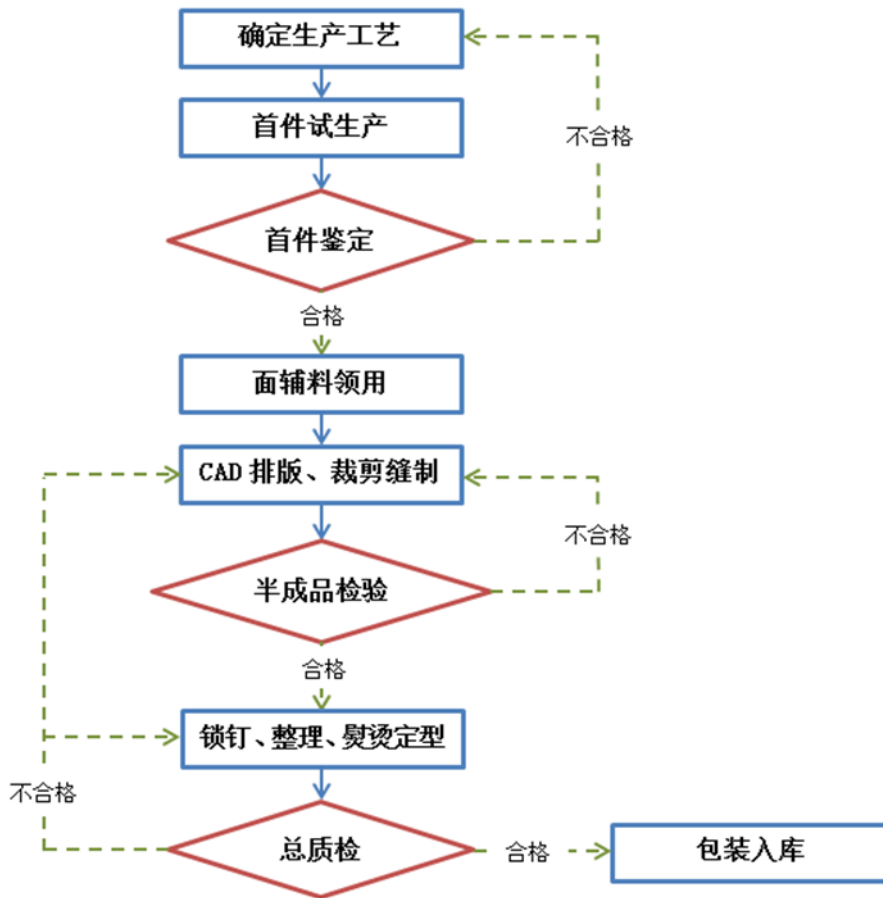 确定生产工艺
首件试生产
不合格
首件鉴定
合格
面辅料领用
CAD 排版、裁剪缝制
不合格
半成品检验
合格
锁钉、整理、熨烫定型
不合格
总质检
合格
包装入库